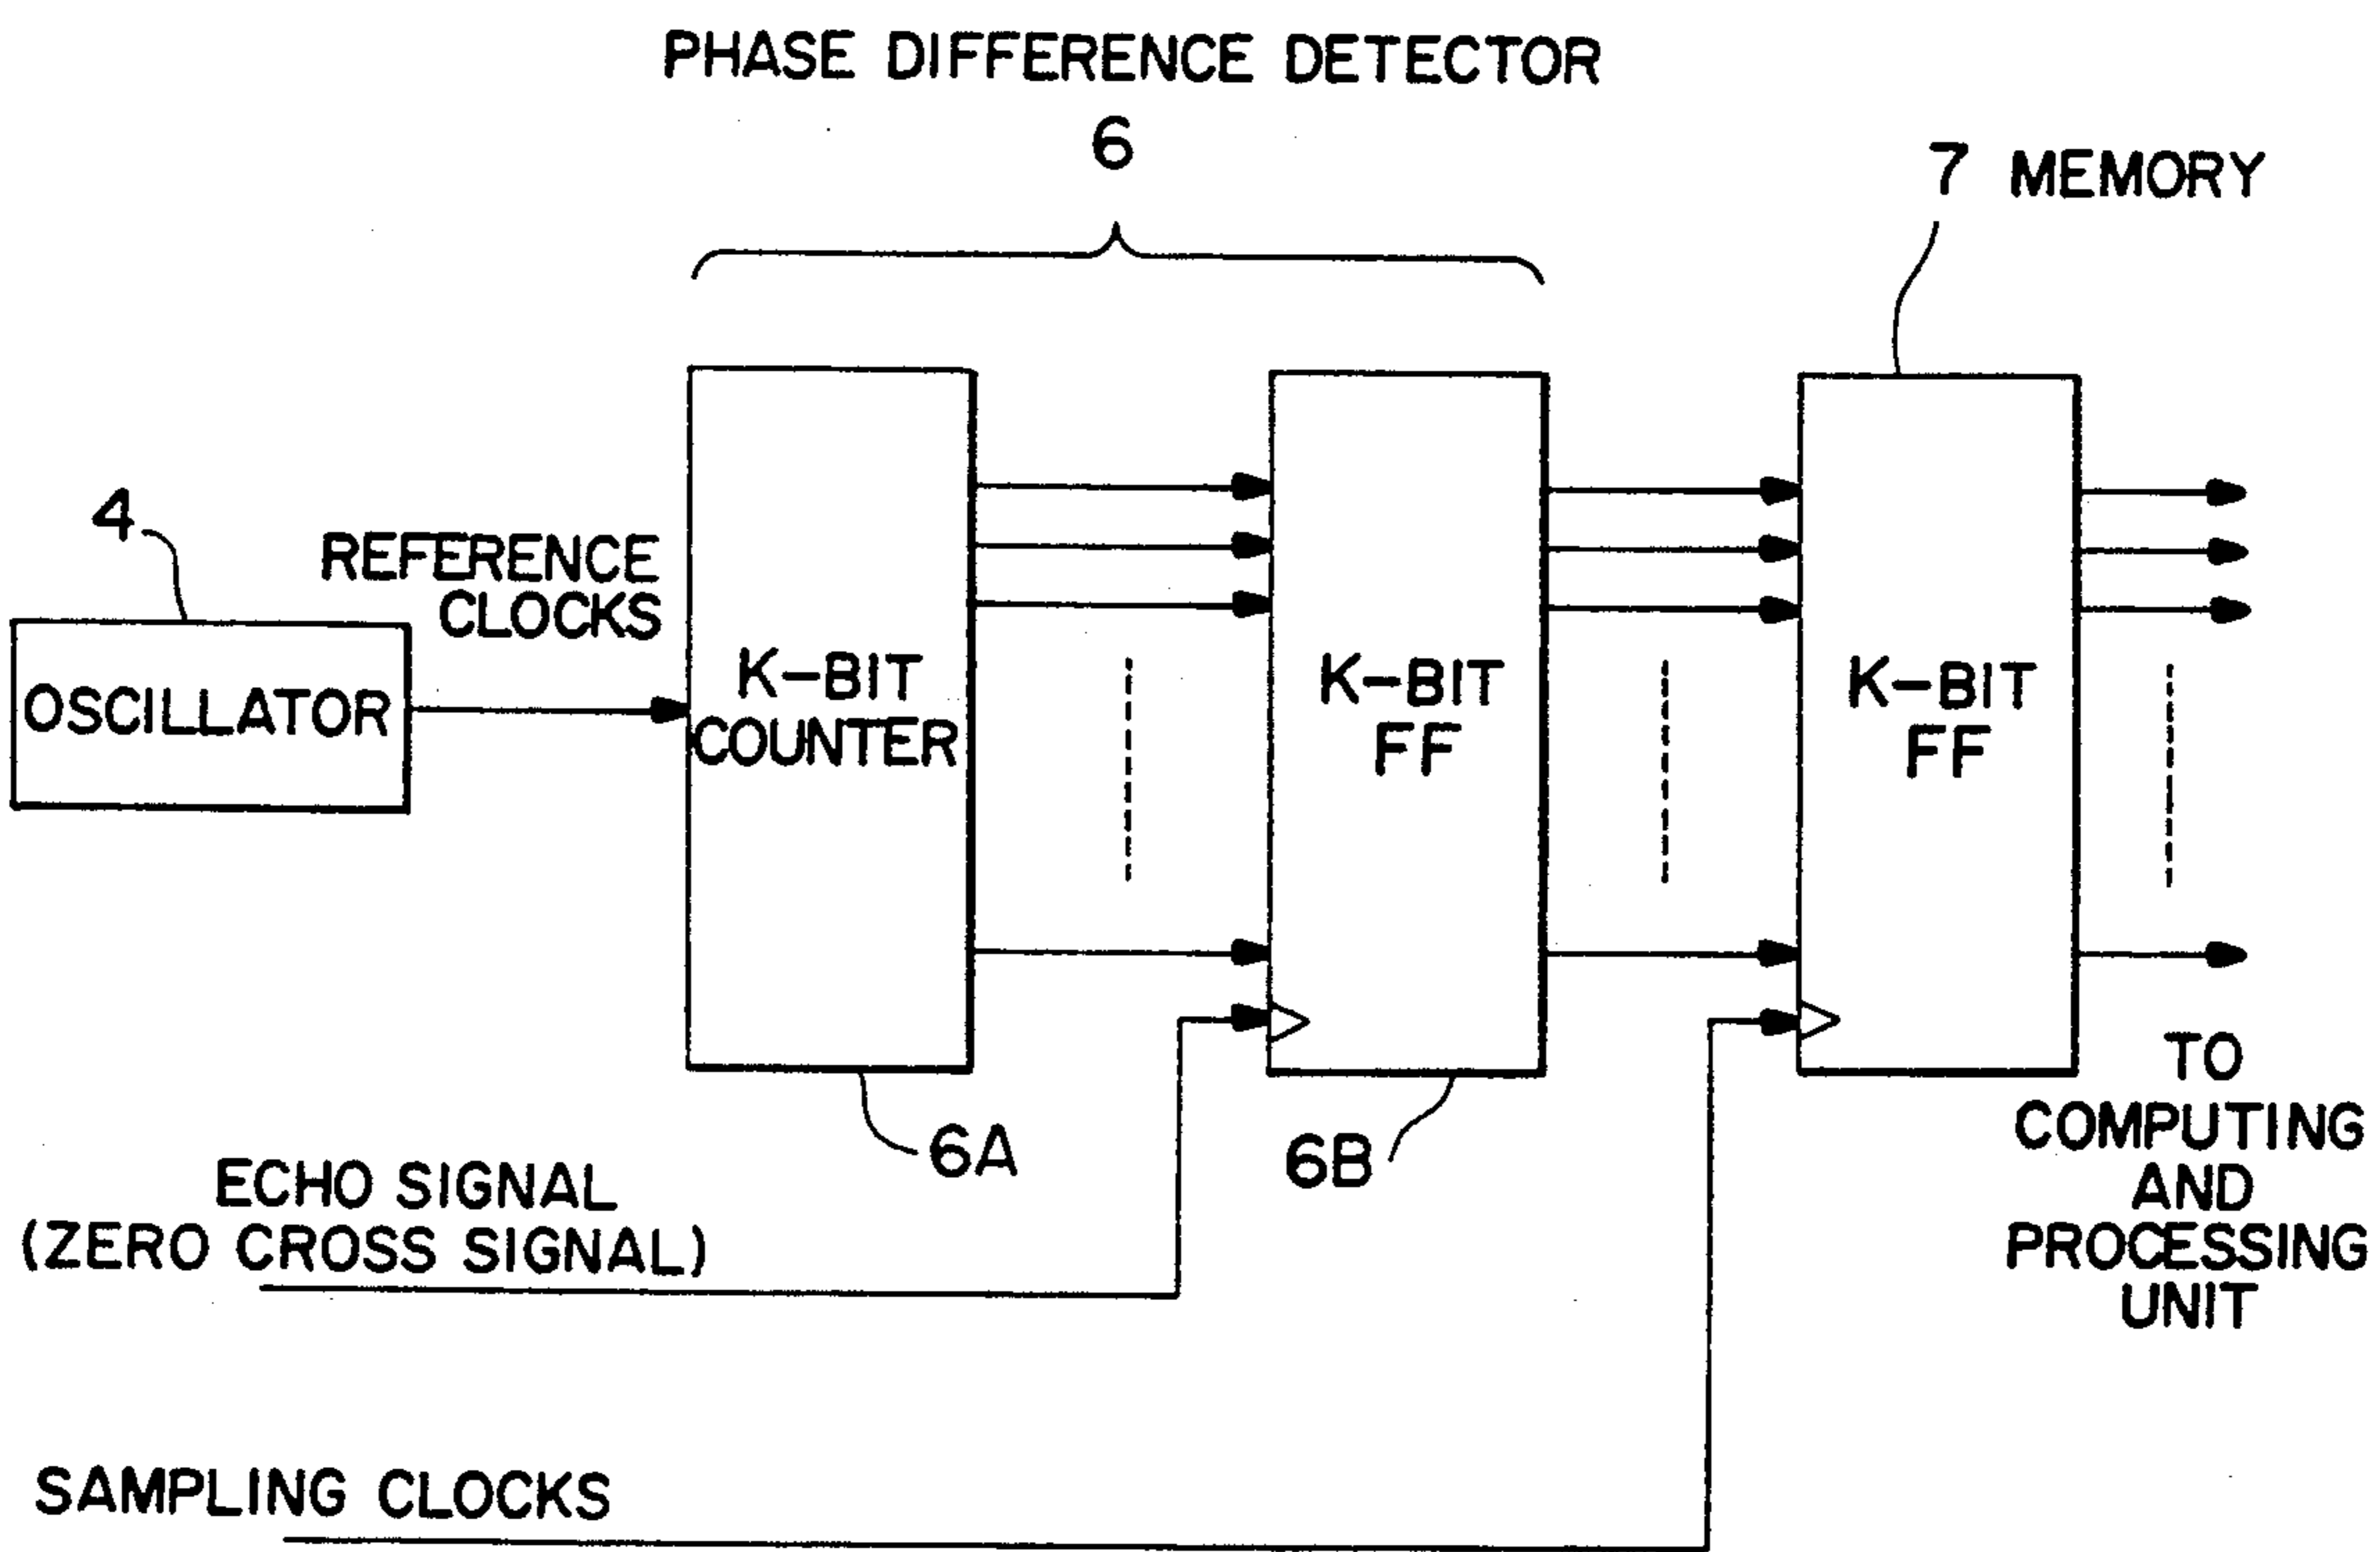 PHASE DIFFERENCE DETECTOR
6
7 MEMORY
4
REFERENCE
CLOCKS
OSCILLATOR
K-BIT
COUNTER
K-BIT
FF
K-BIT
FF
6A
6B
TO
COMPUTING
AND
PROCESSING
UNIT
ECHO SIGNAL
(ZERO CROSS SIGNAL)
SAMPLING CLOCKS